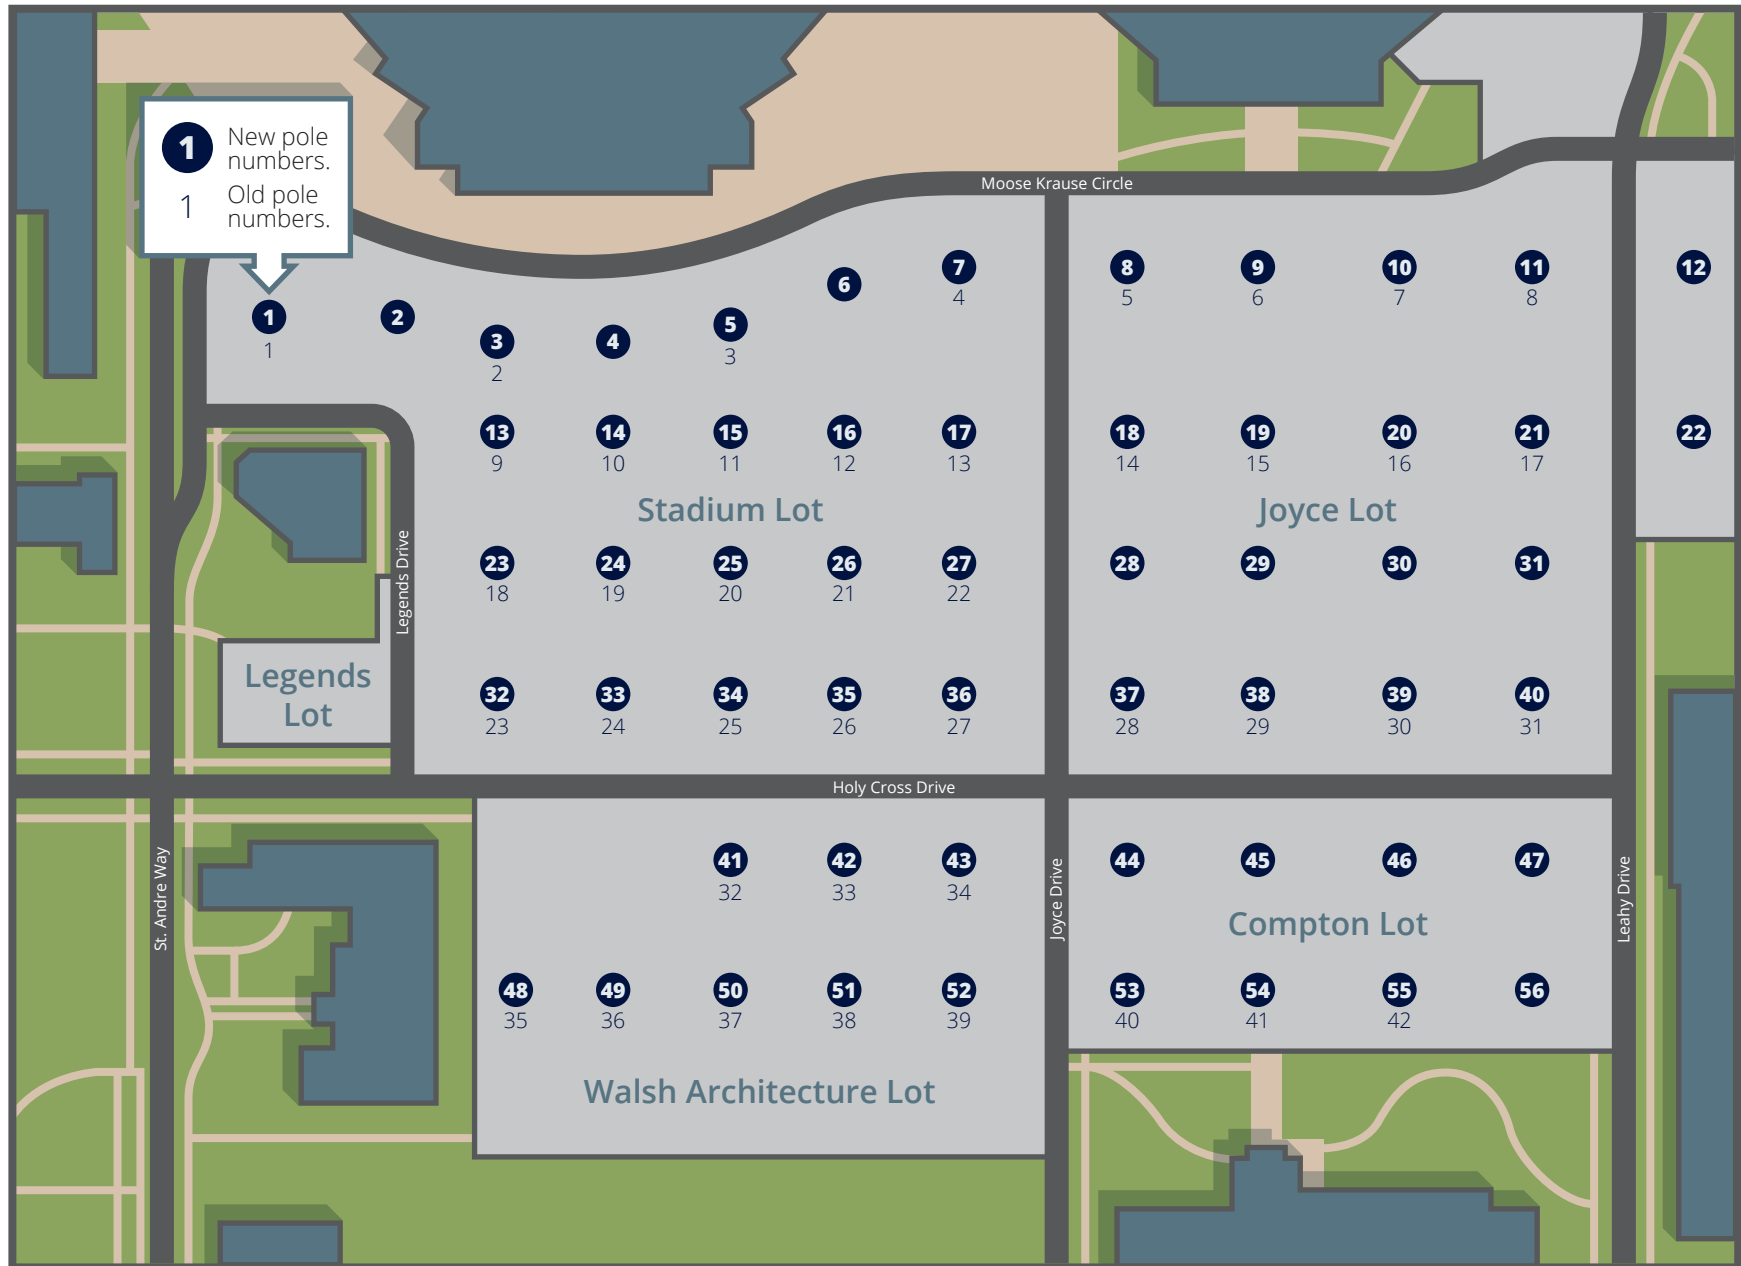 1 New pole
numbers.
1 Old pole
numbers.
Moose Krause Circle
1 2 3 4 5 6 7 8 9 10 11 12
1 2 3 4 5 6 7 8
13 14 15 16 17 18 19 20 21 22
9 10 11 12 13 14 15 16 17
Stadium Lot
Joyce Lot
Legends Drive
23 24 25 26 27 28 29 30 31
18 19 20 21 22
Legends
Lot
32 33 34 35 36 37 38 39 40
23 24 25 26 27 28 29 30 31
Holy Cross Drive
St. Andre Way
41 42 43 44 45 46 47
32 33 34
Joyce Drive
Compton Lot
Leahy Drive
48 49 50 51 52 53 54 55 56
35 36 37 38 39 40 41 42
Walsh Architecture Lot